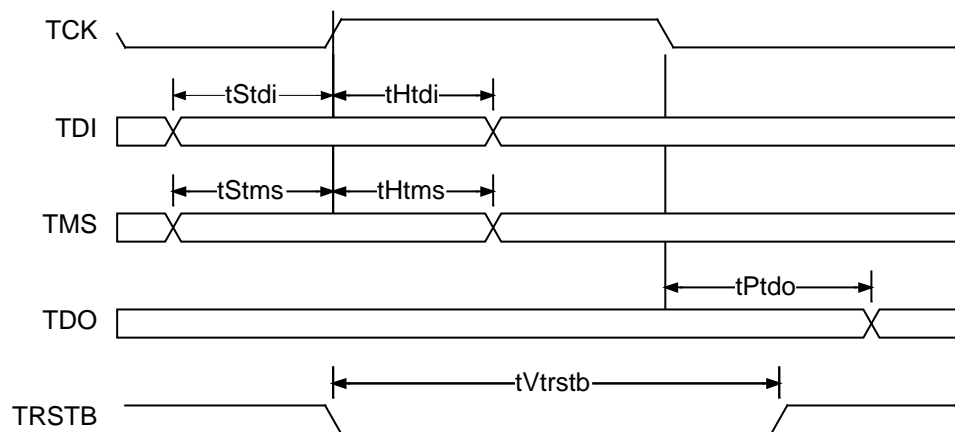 TCK
tStdi tHtdi
TDI
tStms tHtms
TMS
tPtdo
TDO
tVtrstb
TRSTB